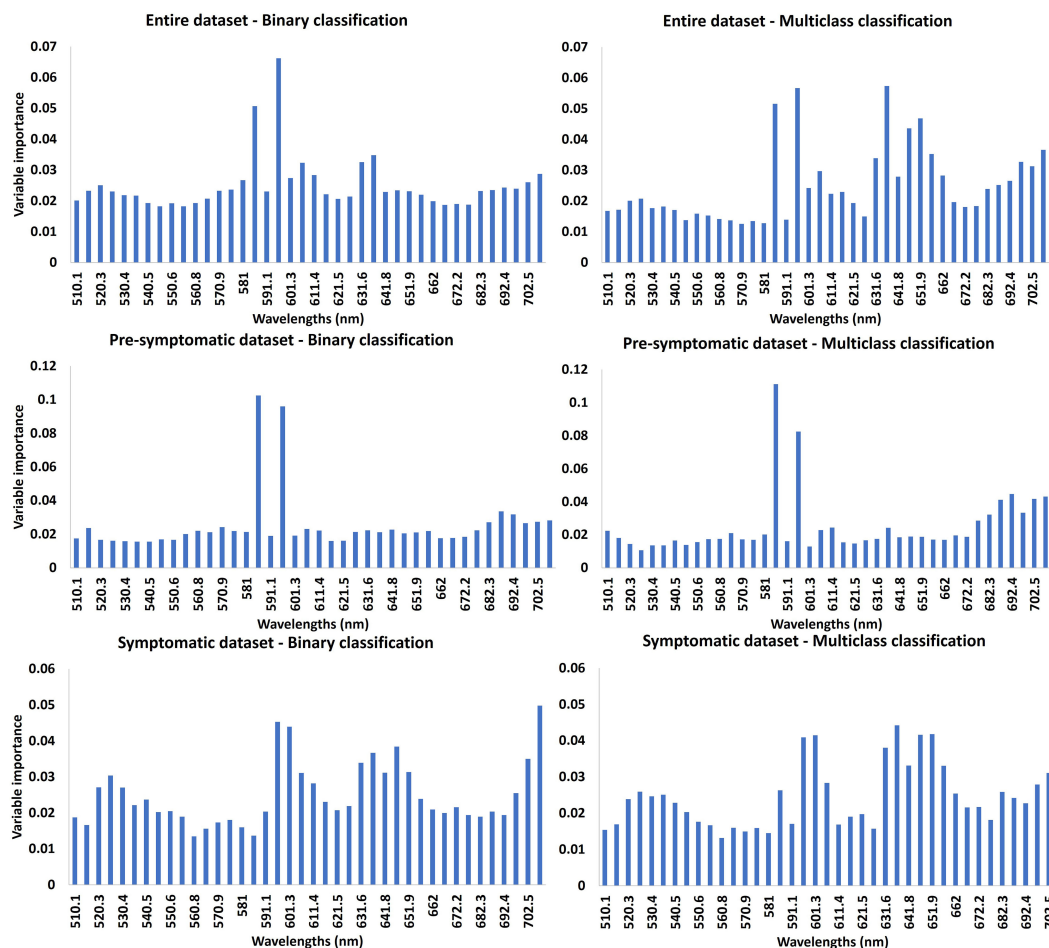 Entire dataset - Binary classification
Variable importance
0.07
0.06
0.05
0.04
0.03
0.02
0.01
0
510.1 520.3 530.4 540.5 550.6 560.8 570.9 581 591.1 601.3 611.4 621.5 631.6 641.8 651.9 662 672.2 682.3 692.4 702.5
Wavelengths (nm)
Entire dataset - Multiclass classification
0.07
0.06
0.05
0.04
0.03
0.02
0.01
0
510.1 520.3 530.4 540.5 550.6 560.8 570.9 581 591.1 601.3 611.4 621.5 631.6 641.8 651.9 662 672.2 682.3 692.4 702.5
Wavelengths (nm)
Pre-symptomatic dataset - Binary classification
Variable importance
0.12
0.1
0.08
0.06
0.04
0.02
0
510.1 520.3 530.4 540.5 550.6 560.8 570.9 581 591.1 601.3 611.4 621.5 631.6 641.8 651.9 662 672.2 682.3 692.4 702.5
Wavelengths (nm)
Pre-symptomatic dataset - Multiclass classification
0.12
0.1
0.08
0.06
0.04
0.02
0
510.1 520.3 530.4 540.5 550.6 560.8 570.9 581 591.1 601.3 611.4 621.5 631.6 641.8 651.9 662 672.2 682.3 692.4 702.5
Wavelengths (nm)
Symptomatic dataset - Binary classification
Variable importance
0.06
0.05
0.04
0.03
0.02
0.01
0
510.1 520.3 530.4 540.5 550.6 560.8 570.9 581 591.1 601.3 611.4 621.5 631.6 641.8 651.9 662 672.2 682.3 692.4 702.5
Wavelengths (nm)
Symptomatic dataset - Multiclass classification
0.06
0.05
0.04
0.03
0.02
0.01
0
510.1 520.3 530.4 540.5 550.6 560.8 570.9 581 591.1 601.3 611.4 621.5 631.6 641.8 651.9 662 672.2 682.3 692.4 702.5
Wavelengths (nm)